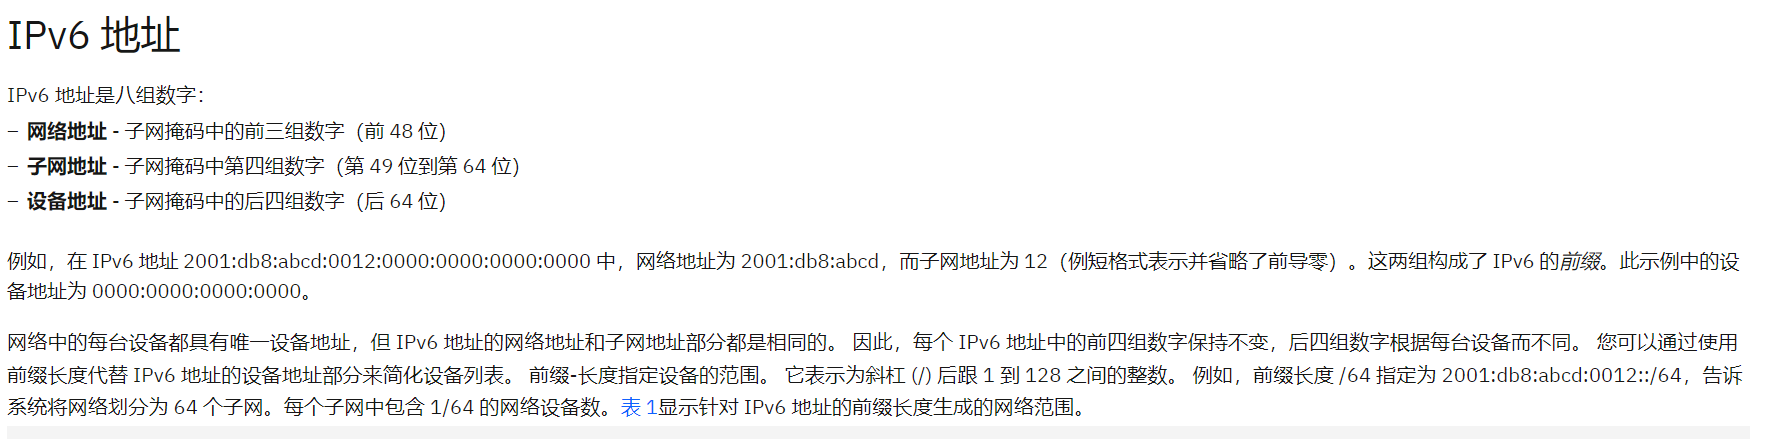 IPv6 地址
IPv6 地址是八组数字：
– 网络地址 - 子网掩码中的前三组数字（前 48 位）
– 子网地址 - 子网掩码中第四组数字（第 49 位到第 64 位）
– 设备地址 - 子网掩码中的后四组数字（后 64 位）
例如，在 IPv6 地址 2001:db8:abcd:0012:0000:0000:0000:0000 中，网络地址为 2001:db8:abcd，而子网地址为 12（例短格式表示并省略了前导零）。这两组构成了 IPv6 的前缀。此示例中的设
备地址为 0000:0000:0000:0000。
网络中的每台设备都具有唯一设备地址，但 IPv6 地址的网络地址和子网地址部分都是相同的。 因此，每个 IPv6 地址中的前四组数字保持不变，后四组数字根据每台设备而不同。 您可以通过使用
前缀长度代替 IPv6 地址的设备地址部分来简化设备列表。 前缀-长度指定设备的范围。 它表示为斜杠 (/) 后跟 1 到 128 之间的整数。 例如，前缀长度 /64 指定为 2001:db8:abcd:0012::/64，告诉
系统将网络划分为 64 个子网。每个子网中包含 1/64 的网络设备数。表 1显示针对 IPv6 地址的前缀长度生成的网络范围。